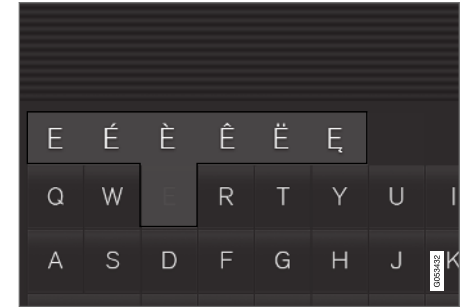 E É È Ê Ë Ę
Q W E R T Y U I
A S D F G H J K
G053432